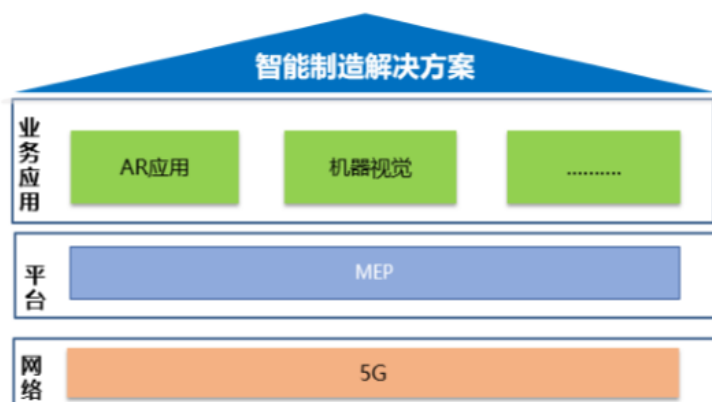 智能制造解决方案
业务应用
AR应用
机器视觉
..........
平台
MEP
网络
5G